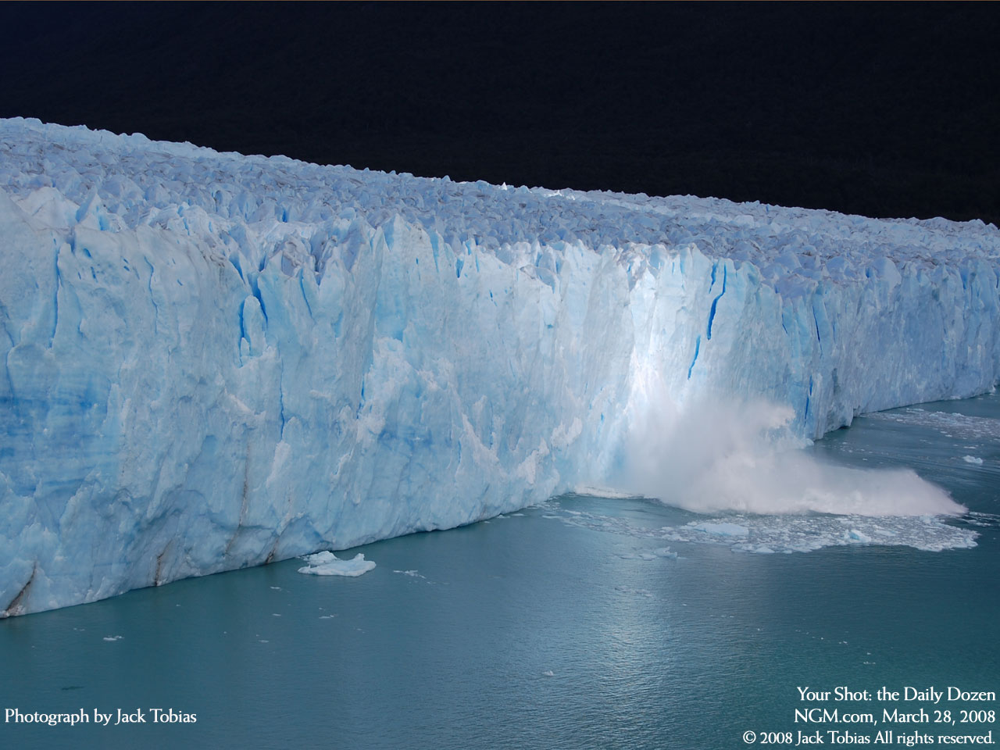 Photograph by Jack Tobias
Your Shot: the Daily Dozen
NGM.com, March 28, 2008
© 2008 Jack Tobias All rights reserved.